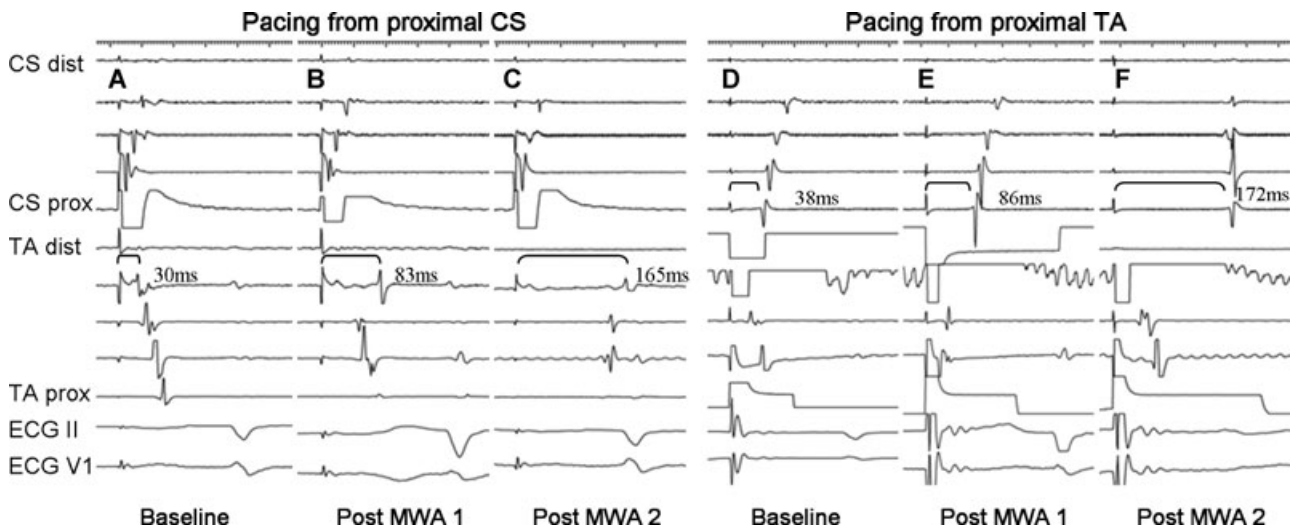 Pacing from proximal CS
Pacing from proximal TA
CS dist
A
B
C
D
E
F
CS prox
38ms
86ms
172ms
TA dist
30ms
83ms
165ms
TA prox
ECG II
ECG V1
Baseline
Post MWA 1
Post MWA 2
Baseline
Post MWA 1
Post MWA 2